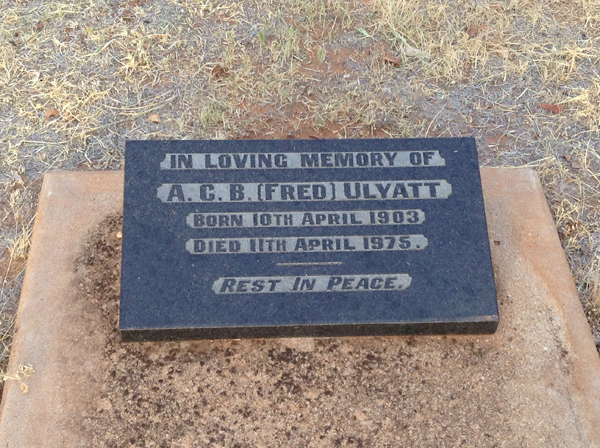 IN LOVING MEMORY OF
A.C.B. (FRED) ULYATT
BORN 10TH APRIL 1903
DIED 11TH APRIL 1975.
REST IN PEACE.